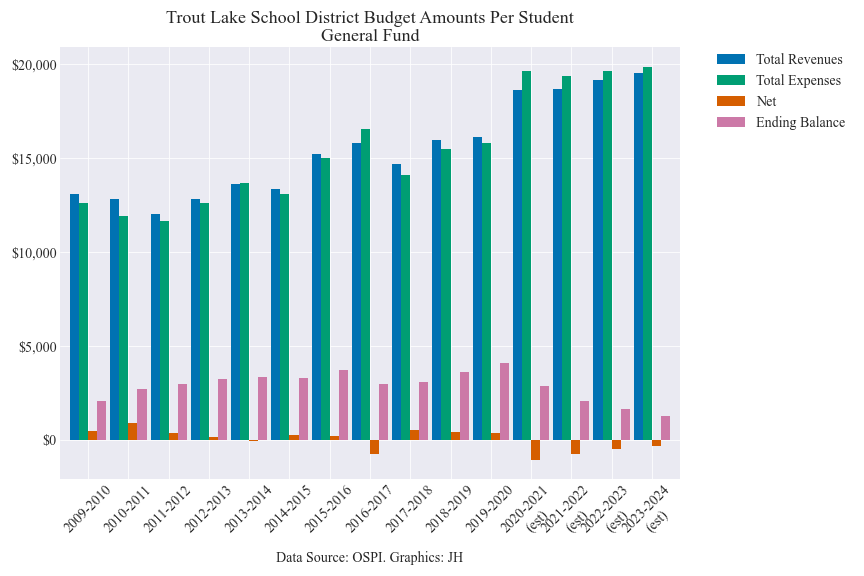 Trout Lake School District Budget Amounts Per Student
General Fund
Total Revenues
Total Expenses
Net
Ending Balance
$20,000
$15,000
$10,000
$5,000
$0
2009-2010
2010-2011
2011-2012
2012-2013
2013-2014
2014-2015
2015-2016
2016-2017
2017-2018
2018-2019
2019-2020
2020-2021
(est)
2021-2022
(est)
2022-2023
(est)
2023-2024
(est)
Data Source: OSPI. Graphics: JH